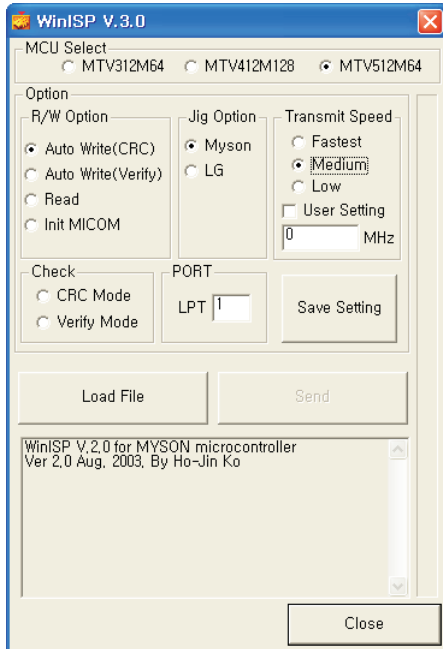 WinISP V.3.0
MCU Select
MTV312M64 MTV412M128 MTV512M64
Option
R/W Option
Auto Write(CRC)
Auto Write(Verify)
Read
Init MICOM
Jig Option
Myson
LG
Transmit Speed
Fastest
Medium
Low
User Setting
0 MHz
Check
CRC Mode
Verify Mode
PORT
LPT 1
Save Setting
Load File
Send
WinISP V,2,0 for MYSON microcontroller
Ver 2,0 Aug, 2003, By Ho-Jin Ko
Close